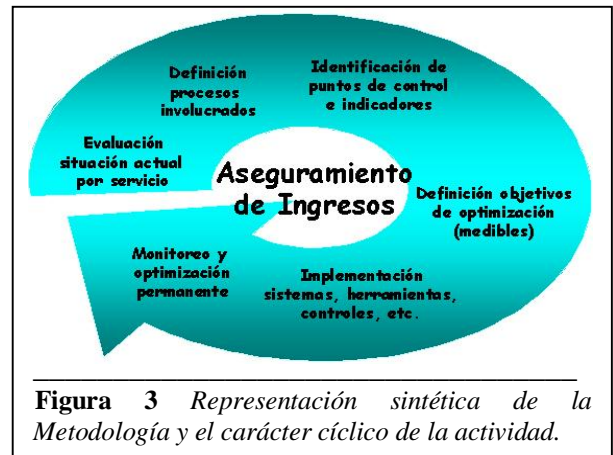 Evaluación
situación actual
por servicio
Definición
procesos
involucrados
Identificación de
puntos de control
e indicadores
Definición objetivos
de optimización
(medibles)
Implementación
sistemas, herramientas,
controles, etc.
Monitoreo y
optimización
permanente
Aseguramiento
de Ingresos
Figura 3 Representación sintética de la
Metodología y el carácter cíclico de la actividad.